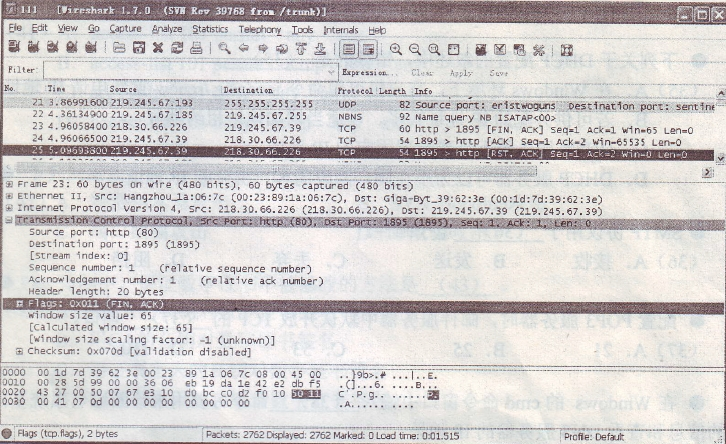 111 [Wireshark 1.7.0 (SVN Rev 39768 from /trunk)]
File Edit View Go Capture Analyze Statistics Telephony Tools Internals Help
Filter: Expression... Clear Apply Save
No. Time Source Destination Protocol Length Info
21 3.86991600 219.245.67.193 255.255.255.255 UDP 82 Source port: eristwoguns Destination port: sentine
22 4.36134900 219.245.67.185 219.245.67.255 NBNS 92 Name query NB ISATAP<00>
23 4.96058400 218.30.66.226 219.245.67.39 TCP 60 http > 1895 [FIN, ACK] Seq=1 Ack=1 Win=65 Len=0
24 4.96066500 219.245.67.39 218.30.66.226 TCP 54 1895 > http [ACK] Seq=1 Ack=2 Win=65535 Len=0
25 5.09693800 219.245.67.39 218.30.66.226 TCP 54 1895 > http [RST, ACK] Seq=1 Ack=2 Win=0 Len=0
Frame 23: 60 bytes on wire (480 bits), 60 bytes captured (480 bits)
Ethernet II, Src: Hangzhou_1a:06:7c (00:23:89:1a:06:7c), Dst: Giga-Byt_39:62:3e (00:1d:7d:39:62:3e)
Internet Protocol Version 4, Src: 218.30.66.226 (218.30.66.226), Dst: 219.245.67.39 (219.245.67.39)
Transmission Control Protocol, Src Port: http (80), Dst Port: 1895 (1895), Seq: 1, Ack: 1, Len: 0
Source port: http (80)
Destination port: 1895 (1895)
[Stream index: 0]
Sequence number: 1 (relative sequence number)
Acknowledgement number: 1 (relative ack number)
Header length: 20 bytes
Flags: 0x011 (FIN, ACK)
Window size value: 65
[Calculated window size: 65]
[Window size scaling factor: -1 (unknown)]
Checksum: 0x070d [validation disabled]
0000 00 1d 7d 39 62 3e 00 23 89 1a 06 7c 08 00 45 00 ..}9b>.# ...|..E.
0010 00 28 5d 99 00 00 36 06 eb 19 da 1e 42 e2 db f5 .(]...6. ....B...
0020 43 27 00 50 07 67 e3 10 d0 bc c0 d2 f0 10 50 11 C'.P.g.. ......P.
0030 00 41 07 0d 00 00 00 00 00 00 00 00 .A...... ....
Flags (tcp.flags), 2 bytes Packets: 2762 Displayed: 2762 Marked: 0 Load time: 0:01.515 Profile: Default